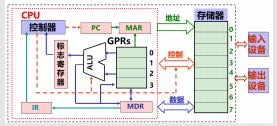 CPU
控制器
PC
MAR
地址
存储器
标志寄存器
ALU
GPRs
0
1
2
3
控制
0
1
2
3
4
5
6
7
输入
设备
输出
设备
IR
MDR
数据